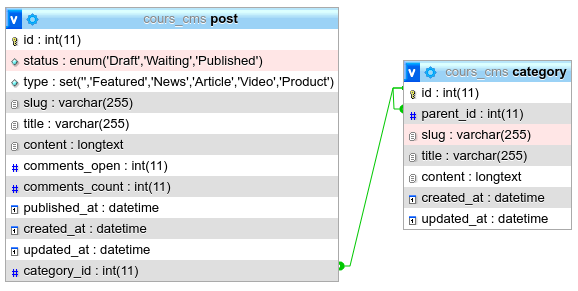 v cours_cms post
id : int(11)
status : enum('Draft','Waiting','Published')
type : set('','Featured','News','Article','Video','Product')
slug : varchar(255)
title : varchar(255)
content : longtext
# comments_open : int(11)
# comments_count : int(11)
published_at : datetime
created_at : datetime
updated_at : datetime
# category_id : int(11)
v cours_cms category
id : int(11)
# parent_id : int(11)
slug : varchar(255)
title : varchar(255)
content : longtext
created_at : datetime
updated_at : datetime